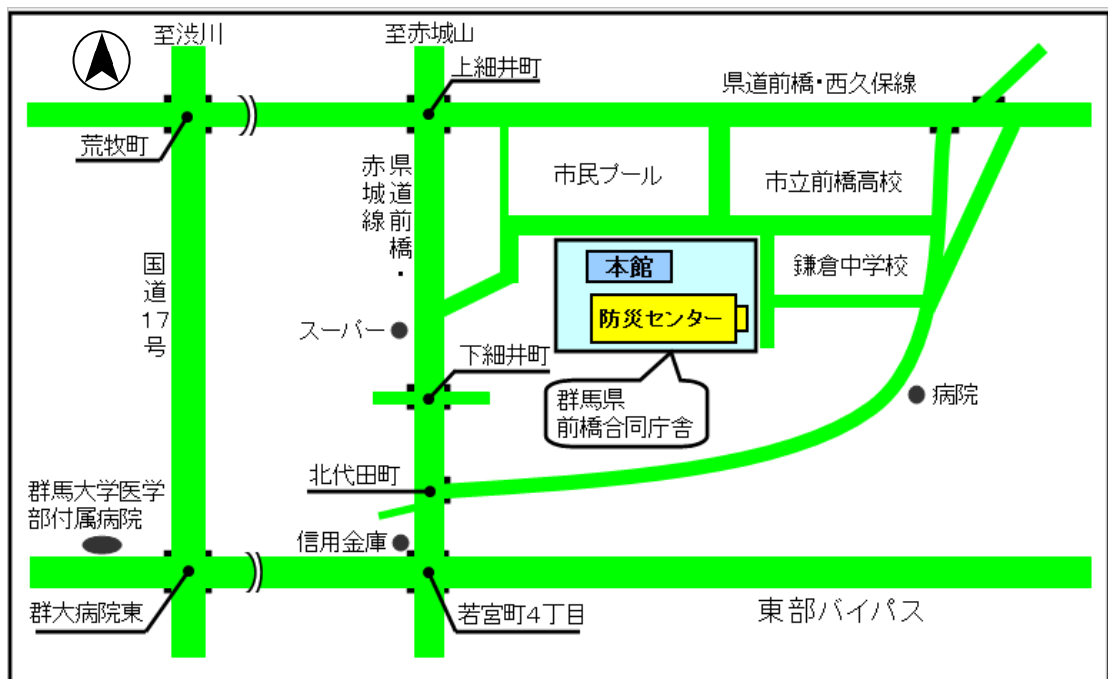 至渋川
至赤城山
上細井町
県道前橋・西久保線
荒牧町
県道前橋・
赤城線
市民プール
市立前橋高校
国道17号
本館
鎌倉中学校
防災センター
スーパー
下細井町
群馬県
前橋合同庁舎
病院
北代田町
群馬大学医学
部付属病院
信用金庫
群大病院東
若宮町4丁目
東部バイパス